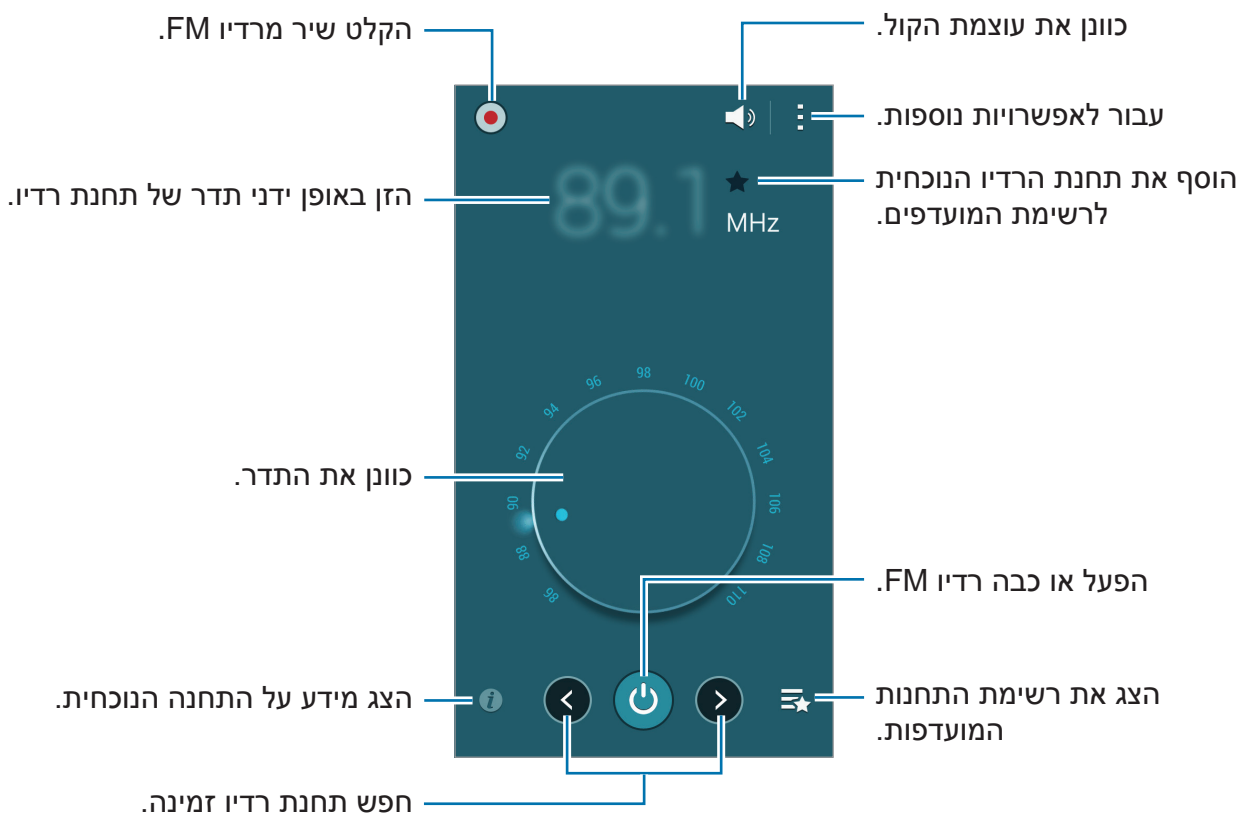 כוונן את עוצמת הקול.
הקלט שיר מרדיו FM.
עבור לאפשרויות נוספות.
הוסף את תחנת הרדיו הנוכחית
לרשימת המועדפים.
הזן באופן ידני תדר של תחנת רדיו.
89.1
MHz
98
96
100
94
102
92
104
כוונן את התדר.
90
106
88
108
86
110
הפעל או כבה רדיו FM.
הצג את רשימת התחנות
המועדפות.
הצג מידע על התחנה הנוכחית.
חפש תחנת רדיו זמינה.